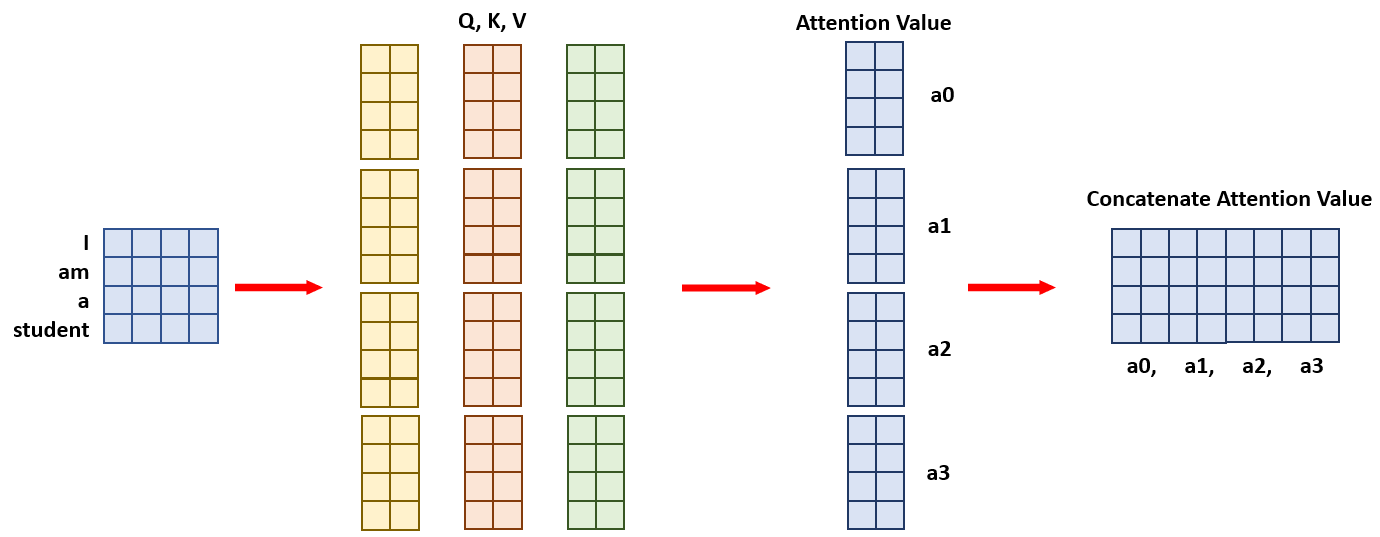 Q, K, V
Attention Value
a0
a1
a2
a3
I
am
a
student
Concatenate Attention Value
a0, a1, a2, a3